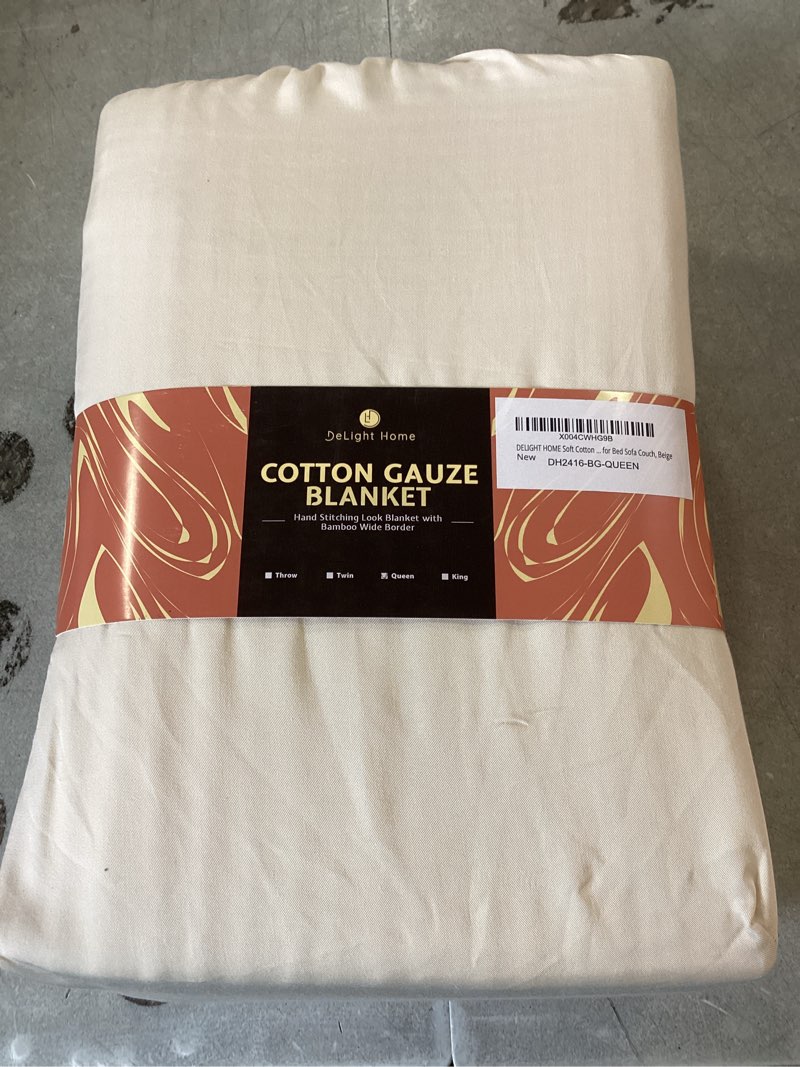 DeLight Home
COTTON GAUZE
BLANKET
Hand Stitching Look Blanket with
Bamboo Wide Border
Throw Twin Queen King
X004CWHG9B
DELIGHT HOME Soft Cotton ... for Bed Sofa Couch, Beige
New DH2416-BG-QUEEN